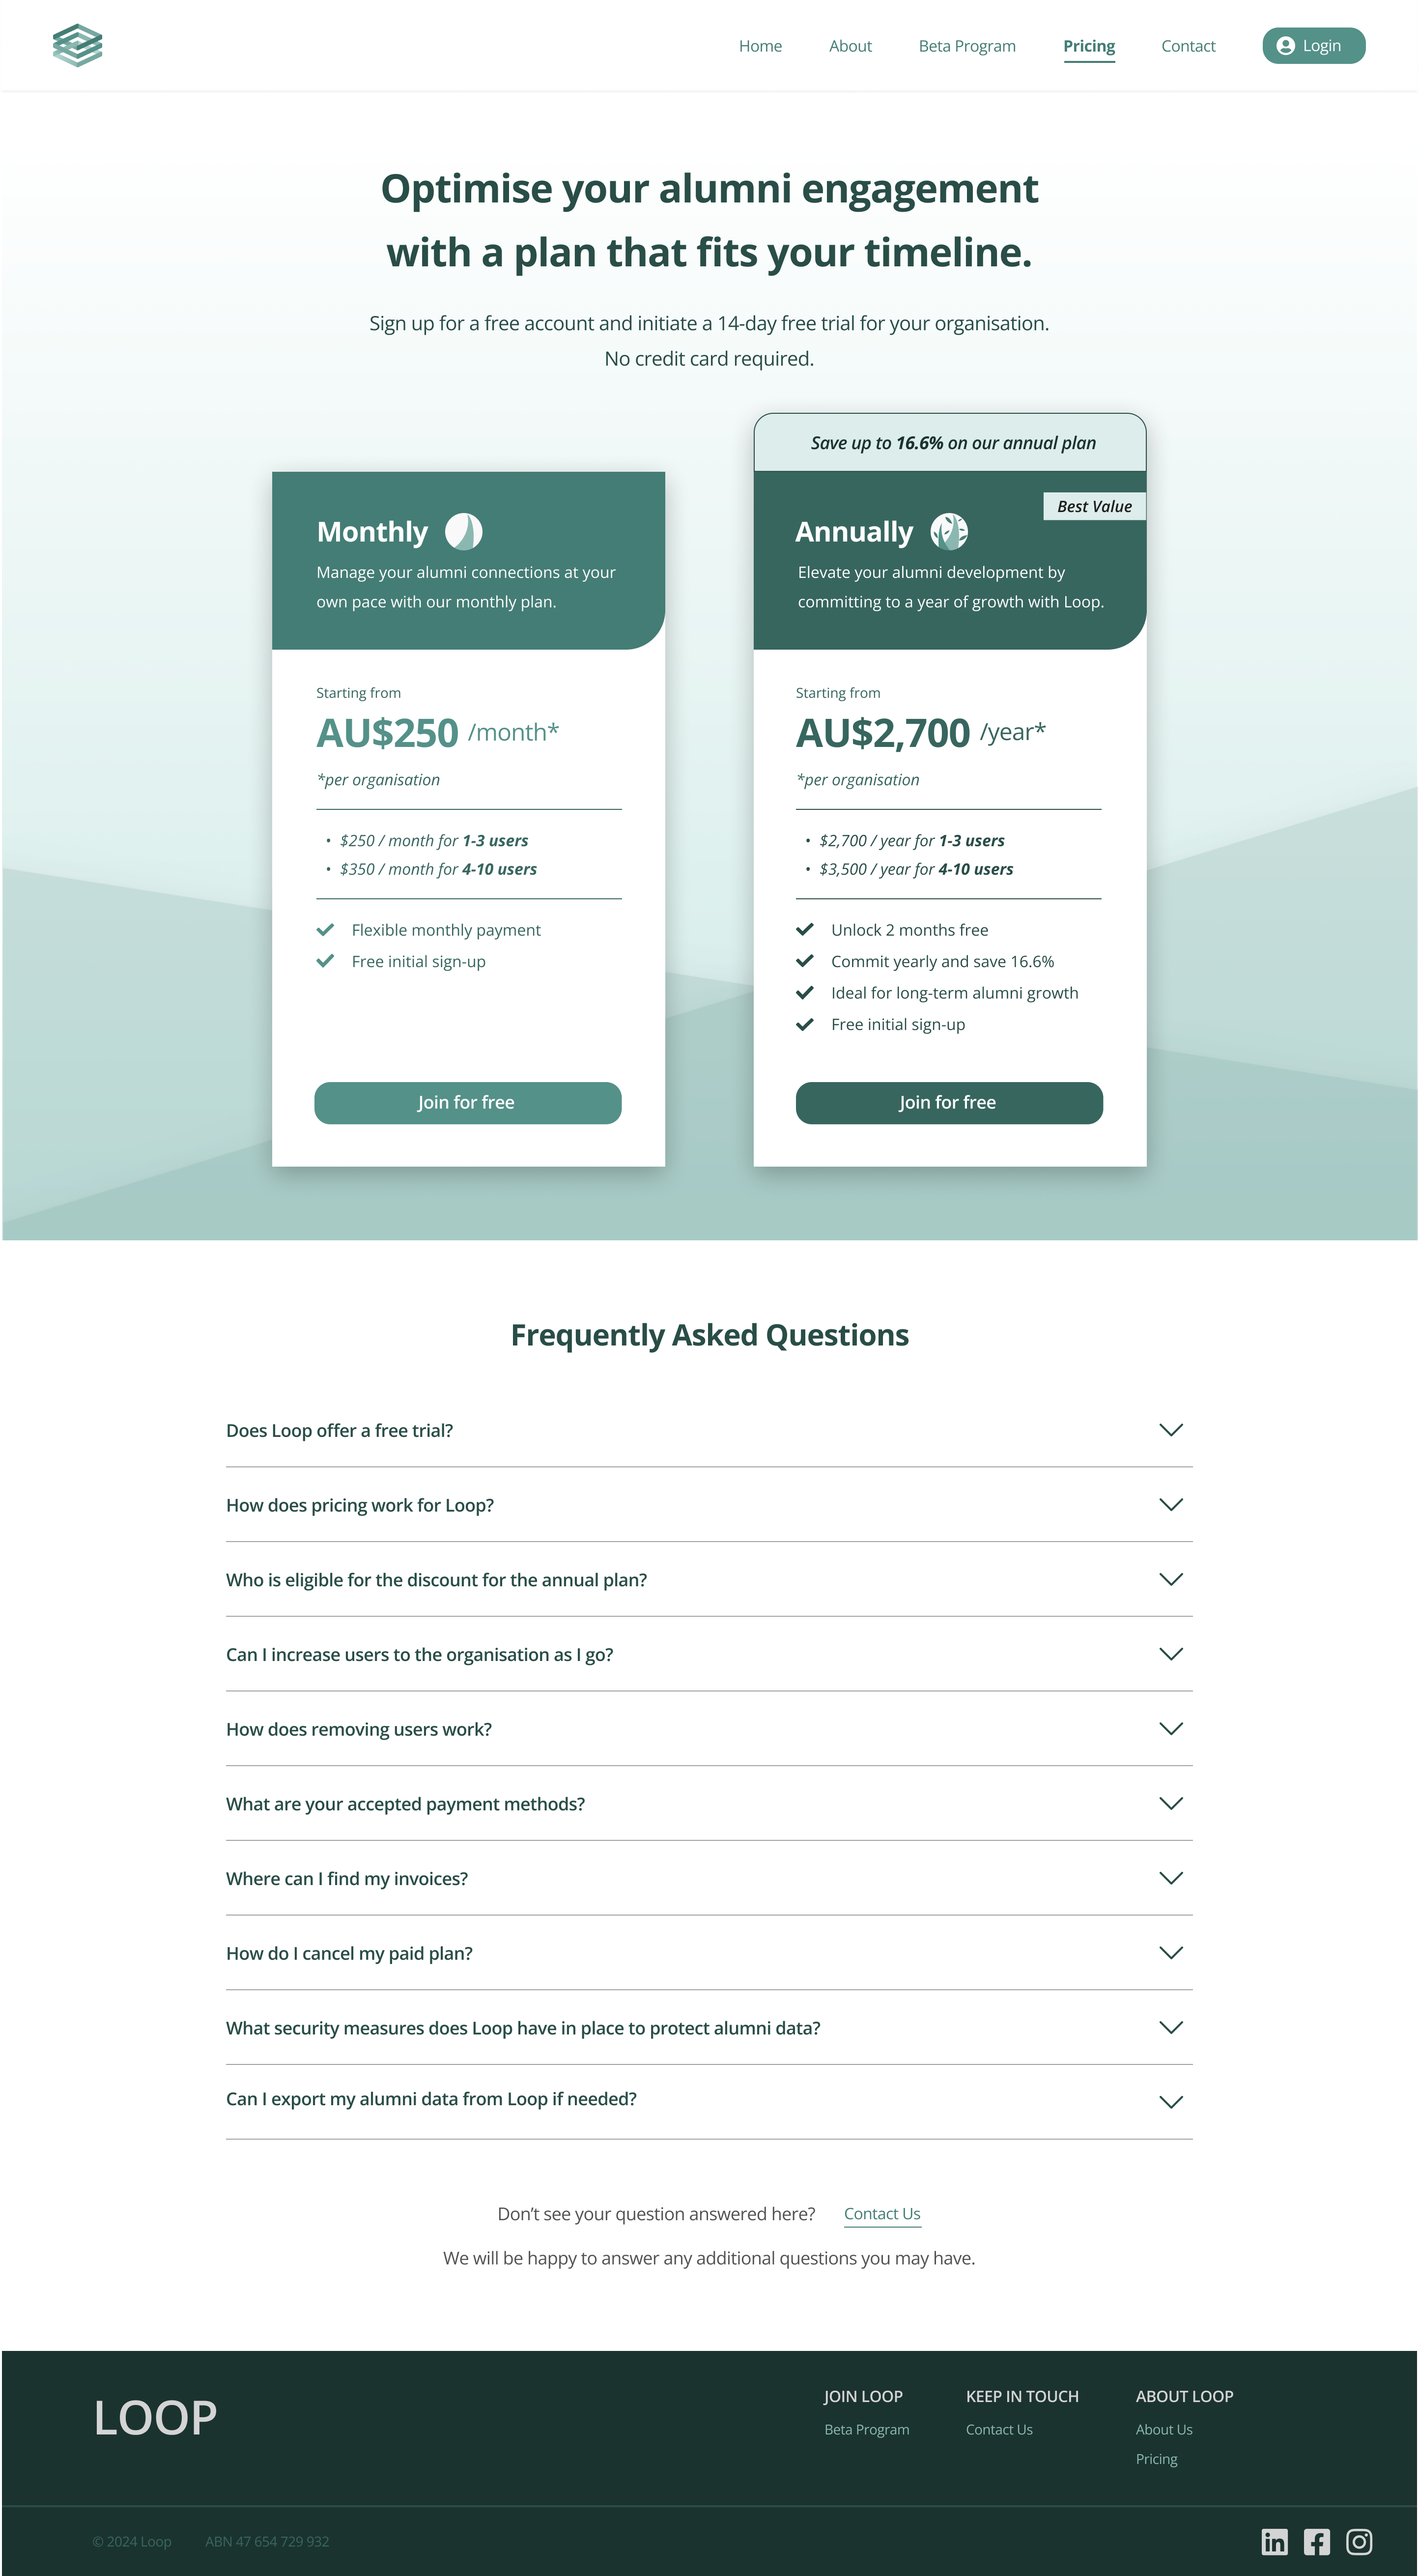 Home About Beta Program Pricing Contact Login
Optimise your alumni engagement
with a plan that fits your timeline.
Sign up for a free account and initiate a 14-day free trial for your organisation.
No credit card required.
Monthly
Manage your alumni connections at your
own pace with our monthly plan.
Starting from
AU$250 /month*
*per organisation
• $250 / month for 1-3 users
• $350 / month for 4-10 users
Flexible monthly payment
Free initial sign-up
Join for free
Save up to 16.6% on our annual plan
Best Value
Annually
Elevate your alumni development by
committing to a year of growth with Loop.
Starting from
AU$2,700 /year*
*per organisation
• $2,700 / year for 1-3 users
• $3,500 / year for 4-10 users
Unlock 2 months free
Commit yearly and save 16.6%
Ideal for long-term alumni growth
Free initial sign-up
Join for free
Frequently Asked Questions
Does Loop offer a free trial?
How does pricing work for Loop?
Who is eligible for the discount for the annual plan?
Can I increase users to the organisation as I go?
How does removing users work?
What are your accepted payment methods?
Where can I find my invoices?
How do I cancel my paid plan?
What security measures does Loop have in place to protect alumni data?
Can I export my alumni data from Loop if needed?
Don’t see your question answered here? Contact Us
We will be happy to answer any additional questions you may have.
LOOP
JOIN LOOP
Beta Program
KEEP IN TOUCH
Contact Us
ABOUT LOOP
About Us
Pricing
© 2024 Loop ABN 47 654 729 932